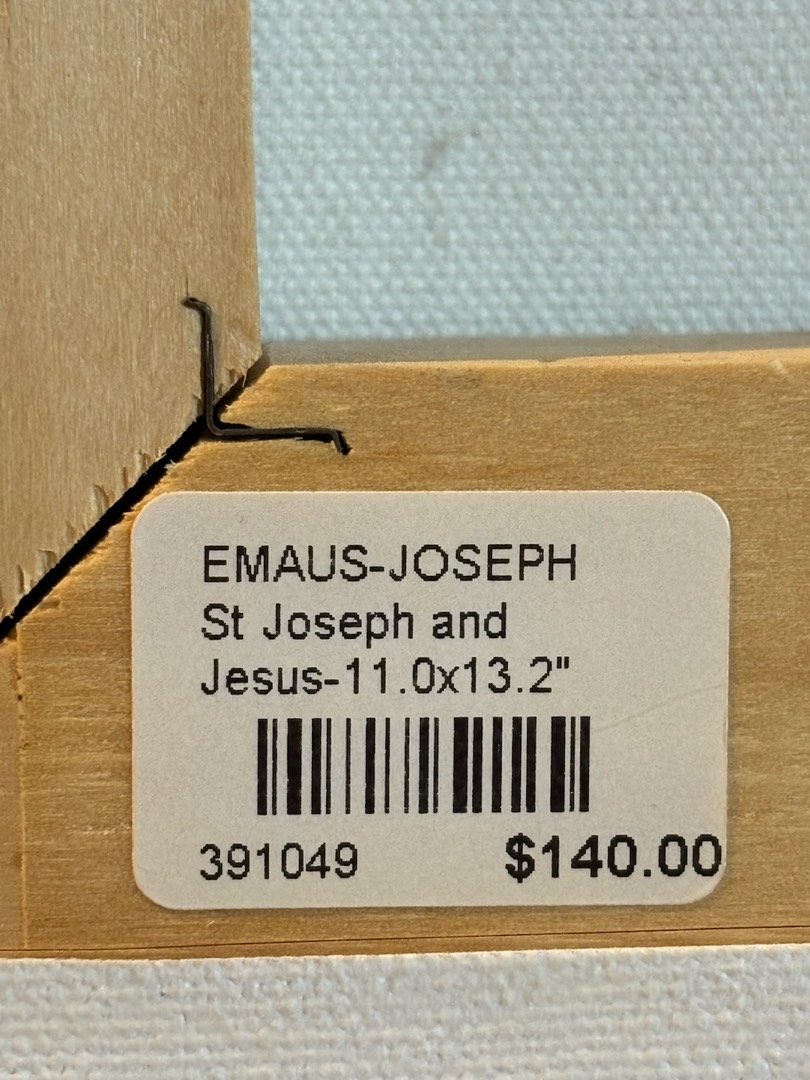 EMAUS-JOSEPH
St Joseph and
Jesus-11.0x13.2"
391049 $140.00